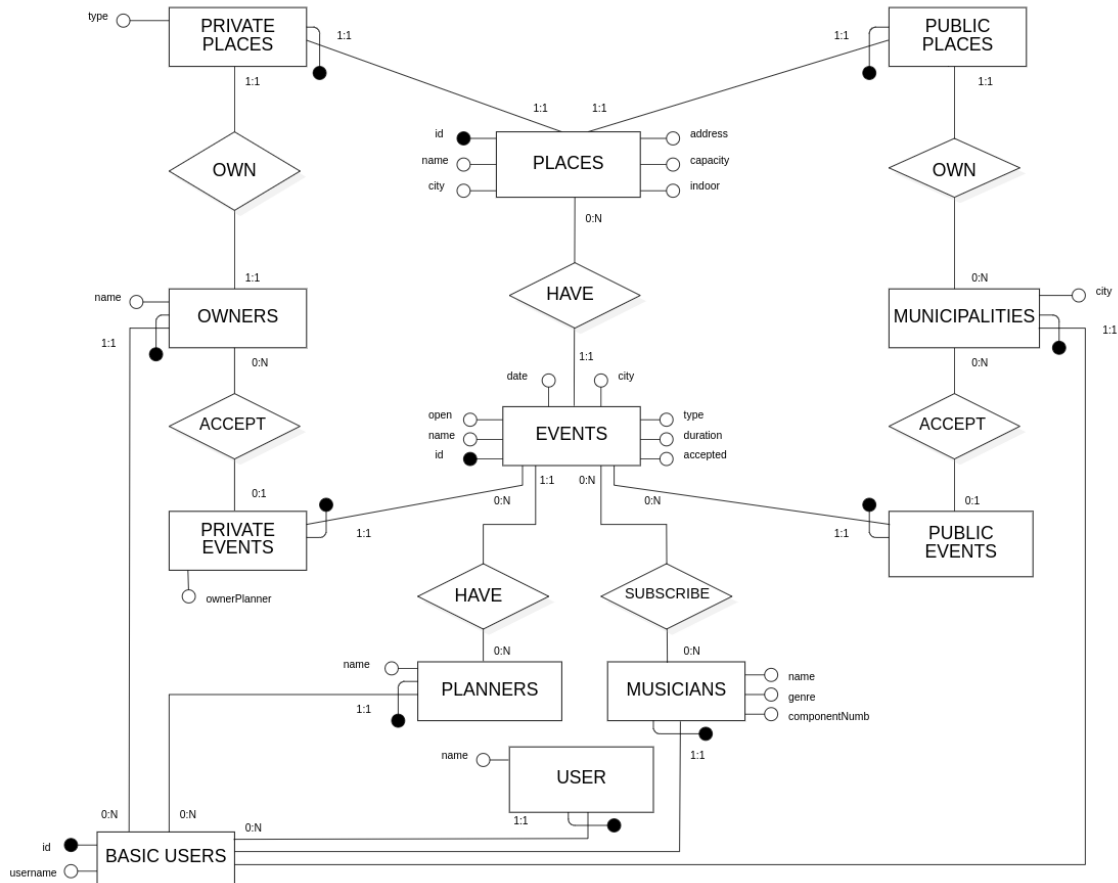 type
PRIVATE
PLACES
1:1
1:1
PUBLIC
PLACES
1:1
1:1
1:1
1:1
id
name
city
PLACES
address
capacity
indoor
OWN
OWN
0:N
HAVE
1:1
0:N
name
OWNERS
city
MUNICIPALITIES
1:1
1:1
0:N
1:1
0:N
date
city
open
name
id
EVENTS
type
duration
accepted
ACCEPT
ACCEPT
0:N
1:1
0:N
0:N
0:1
0:1
PRIVATE
EVENTS
1:1
1:1
PUBLIC
EVENTS
ownerPlanner
HAVE
SUBSCRIBE
0:N
0:N
name
PLANNERS
MUSICIANS
name
genre
componentNumb
1:1
1:1
name
USER
1:1
0:N
0:N
0:N
id
username
BASIC USERS